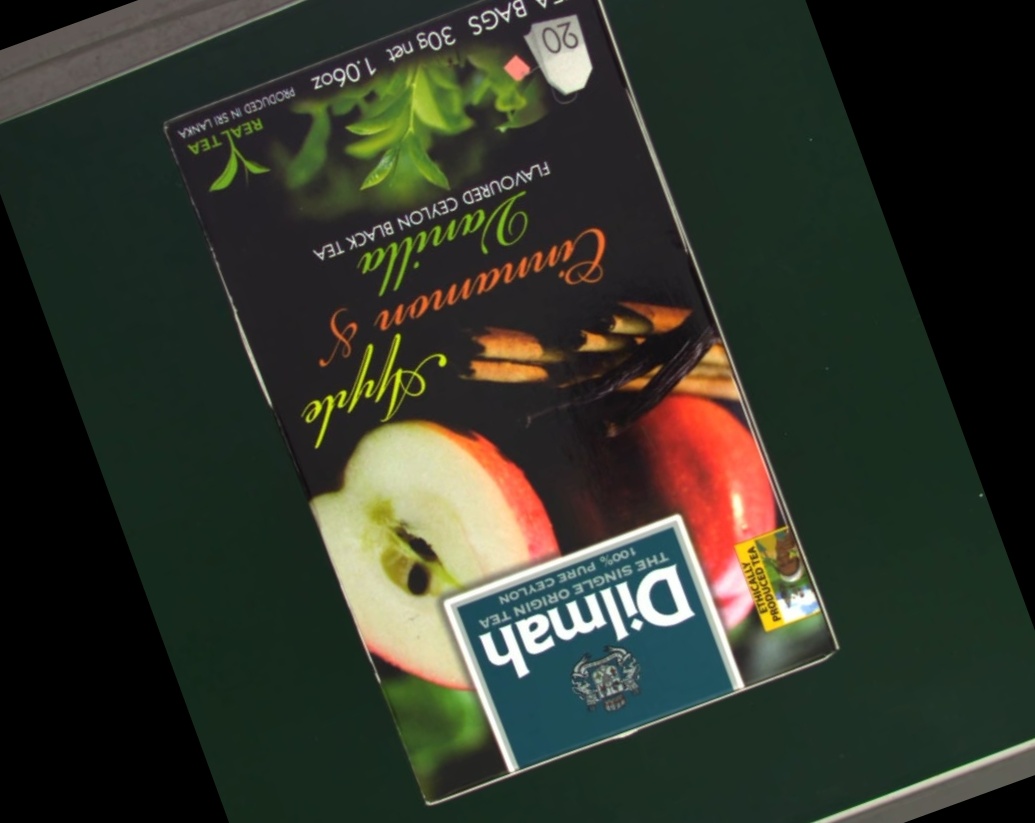 Dilmah
THE SINGLE ORIGIN TEA
100% PURE CEYLON
ETHICALLY
PRODUCED TEA
Apple
Cinnamon &
Vanilla
FLAVOURED CEYLON BLACK TEA
REAL TEA
PRODUCED IN SRI LANKA
20
BAGS 30g net 1.06oz